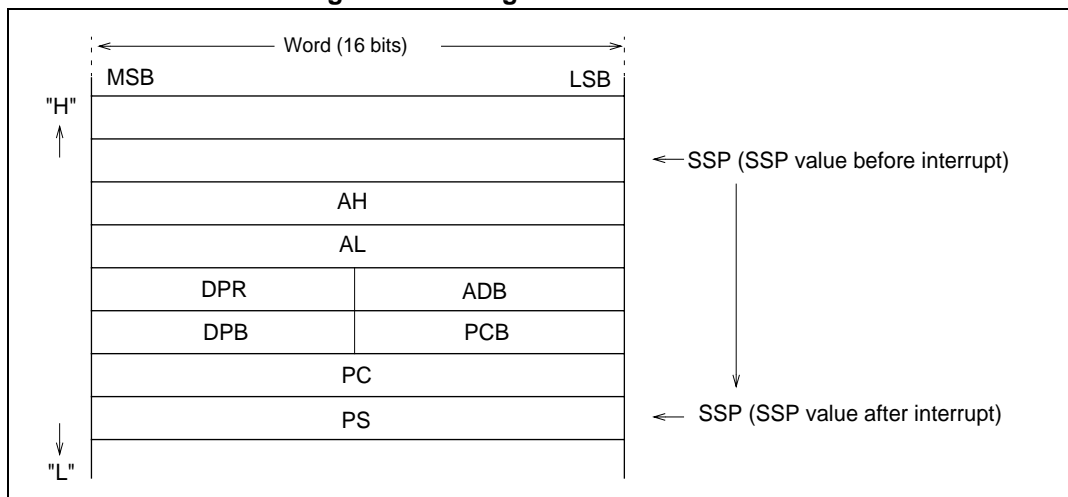 Word (16 bits)
MSB LSB
"H"
SSP (SSP value before interrupt)
AH
AL
DPR ADB
DPB PCB
PC
PS SSP (SSP value after interrupt)
"L"